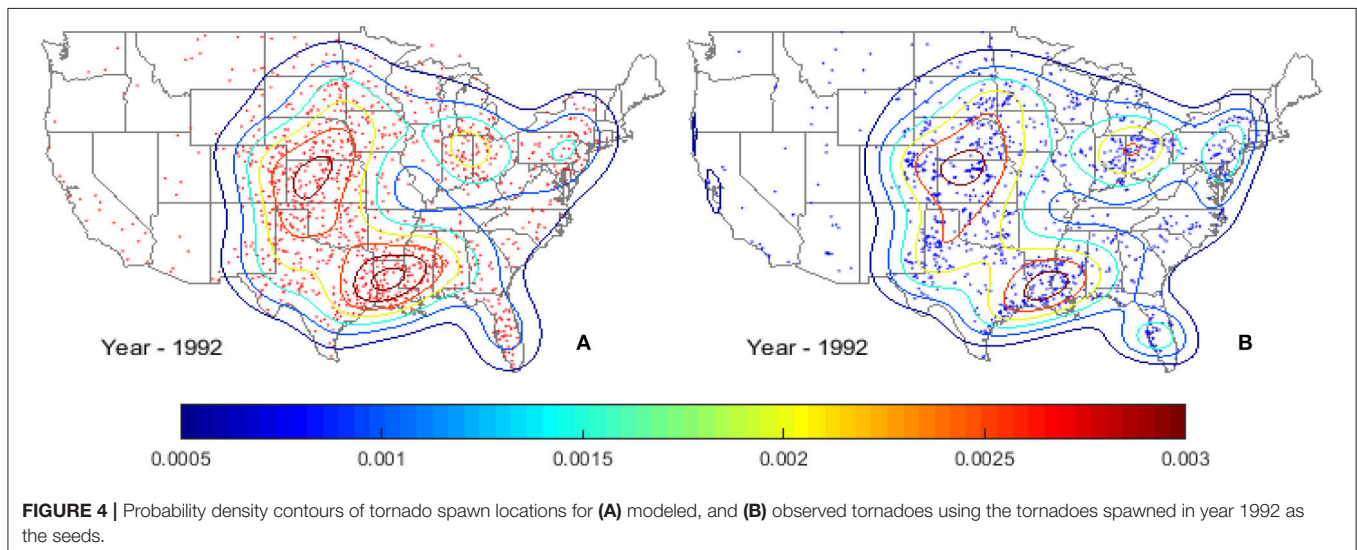 Year - 1992
A
Year - 1992
B
0.0005 0.001 0.0015 0.002 0.0025 0.003
FIGURE 4 | Probability density contours of tornado spawn locations for (A) modeled, and (B) observed tornadoes using the tornadoes spawned in year 1992 as
the seeds.